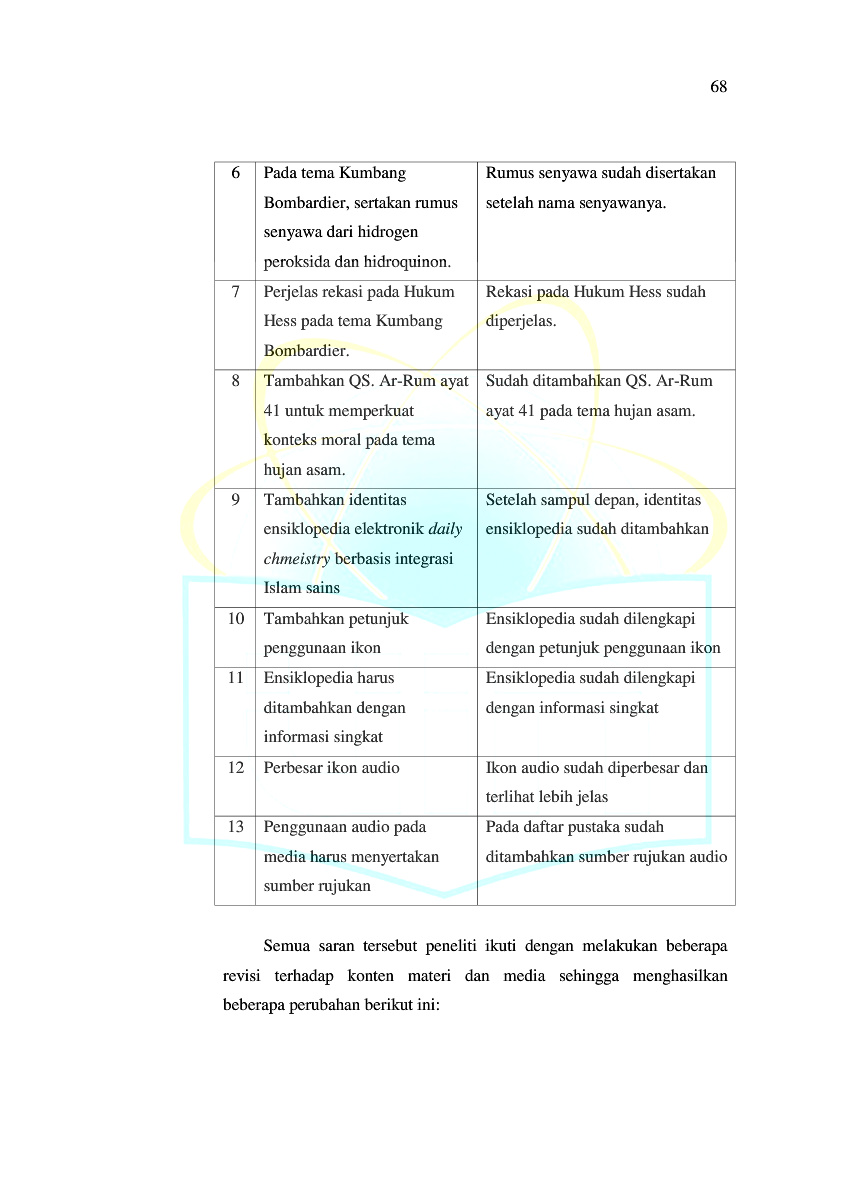 68
6 Pada tema Kumbang
Bombardier, sertakan rumus
senyawa dari hidrogen
peroksida dan hidroquinon.
Rumus senyawa sudah disertakan
setelah nama senyawanya.
7 Perjelas rekasi pada Hukum
Hess pada tema Kumbang
Bombardier.
Rekasi pada Hukum Hess sudah
diperjelas.
8 Tambahkan QS. Ar-Rum ayat
41 untuk memperkuat
konteks moral pada tema
hujan asam.
Sudah ditambahkan QS. Ar-Rum
ayat 41 pada tema hujan asam.
9 Tambahkan identitas
ensiklopedia elektronik daily
chmeistry berbasis integrasi
Islam sains
Setelah sampul depan, identitas
ensiklopedia sudah ditambahkan
10 Tambahkan petunjuk
penggunaan ikon
Ensiklopedia sudah dilengkapi
dengan petunjuk penggunaan ikon
11 Ensiklopedia harus
ditambahkan dengan
informasi singkat
Ensiklopedia sudah dilengkapi
dengan informasi singkat
12 Perbesar ikon audio
Ikon audio sudah diperbesar dan
terlihat lebih jelas
13 Penggunaan audio pada
media harus menyertakan
sumber rujukan
Pada daftar pustaka sudah
ditambahkan sumber rujukan audio
Semua saran tersebut peneliti ikuti dengan melakukan beberapa
revisi terhadap konten materi dan media sehingga menghasilkan
beberapa perubahan berikut ini: